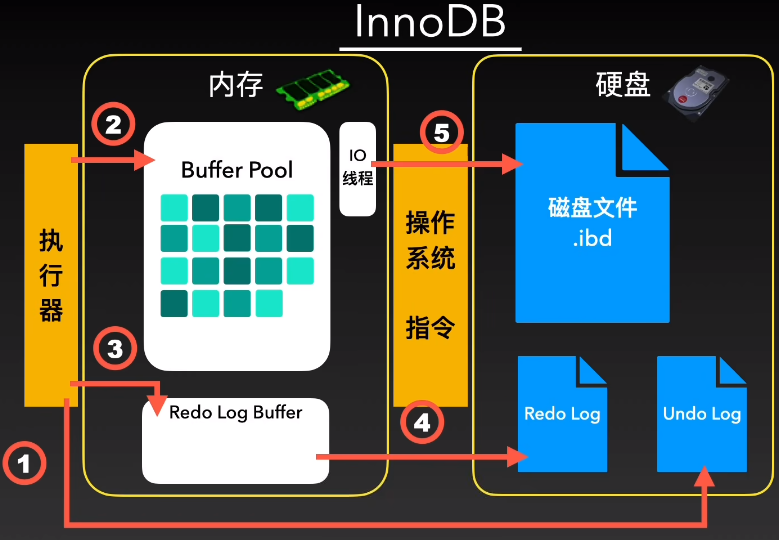 InnoDB
内存
硬盘
②
⑤
Buffer Pool
IO
线程
执
行
器
操作
系统
指令
磁盘文件
.ibd
③
Redo Log Buffer
④
Redo Log
Undo Log
①